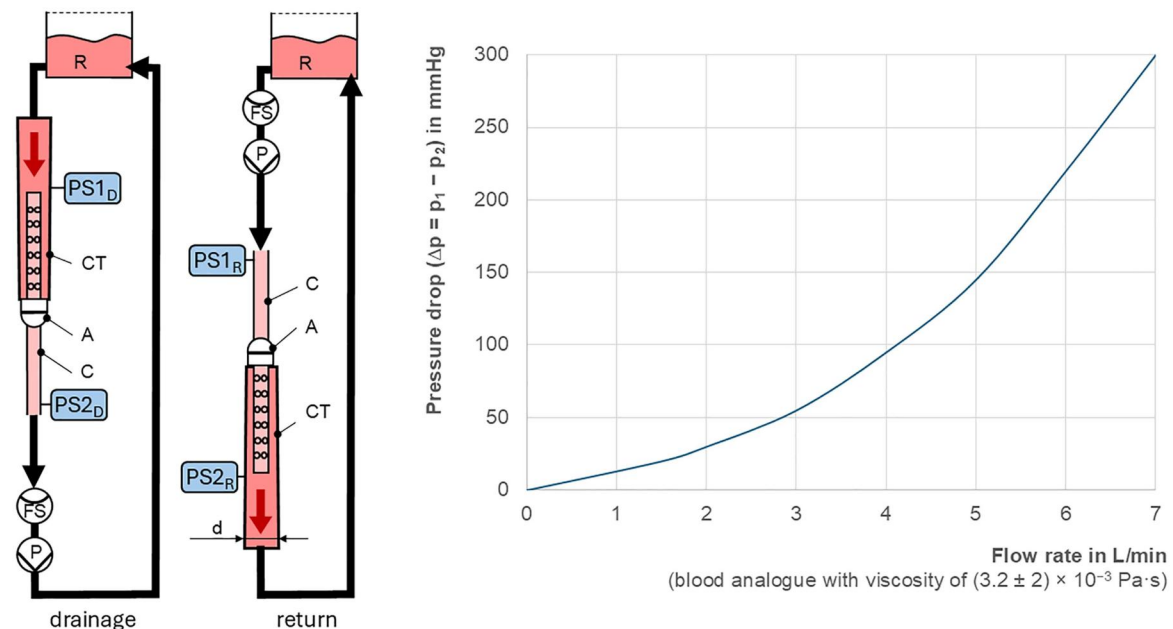 R
PS1D
CT
A
C
PS2D
FS
P
drainage
R
FS
P
PS1R
C
A
CT
PS2R
d
return
Pressure drop (Δp = p₁ − p₂) in mmHg
300
250
200
150
100
50
0
0 1 2 3 4 5 6 7
Flow rate in L/min
(blood analogue with viscosity of (3.2 ± 2) × 10⁻³ Pa·s)